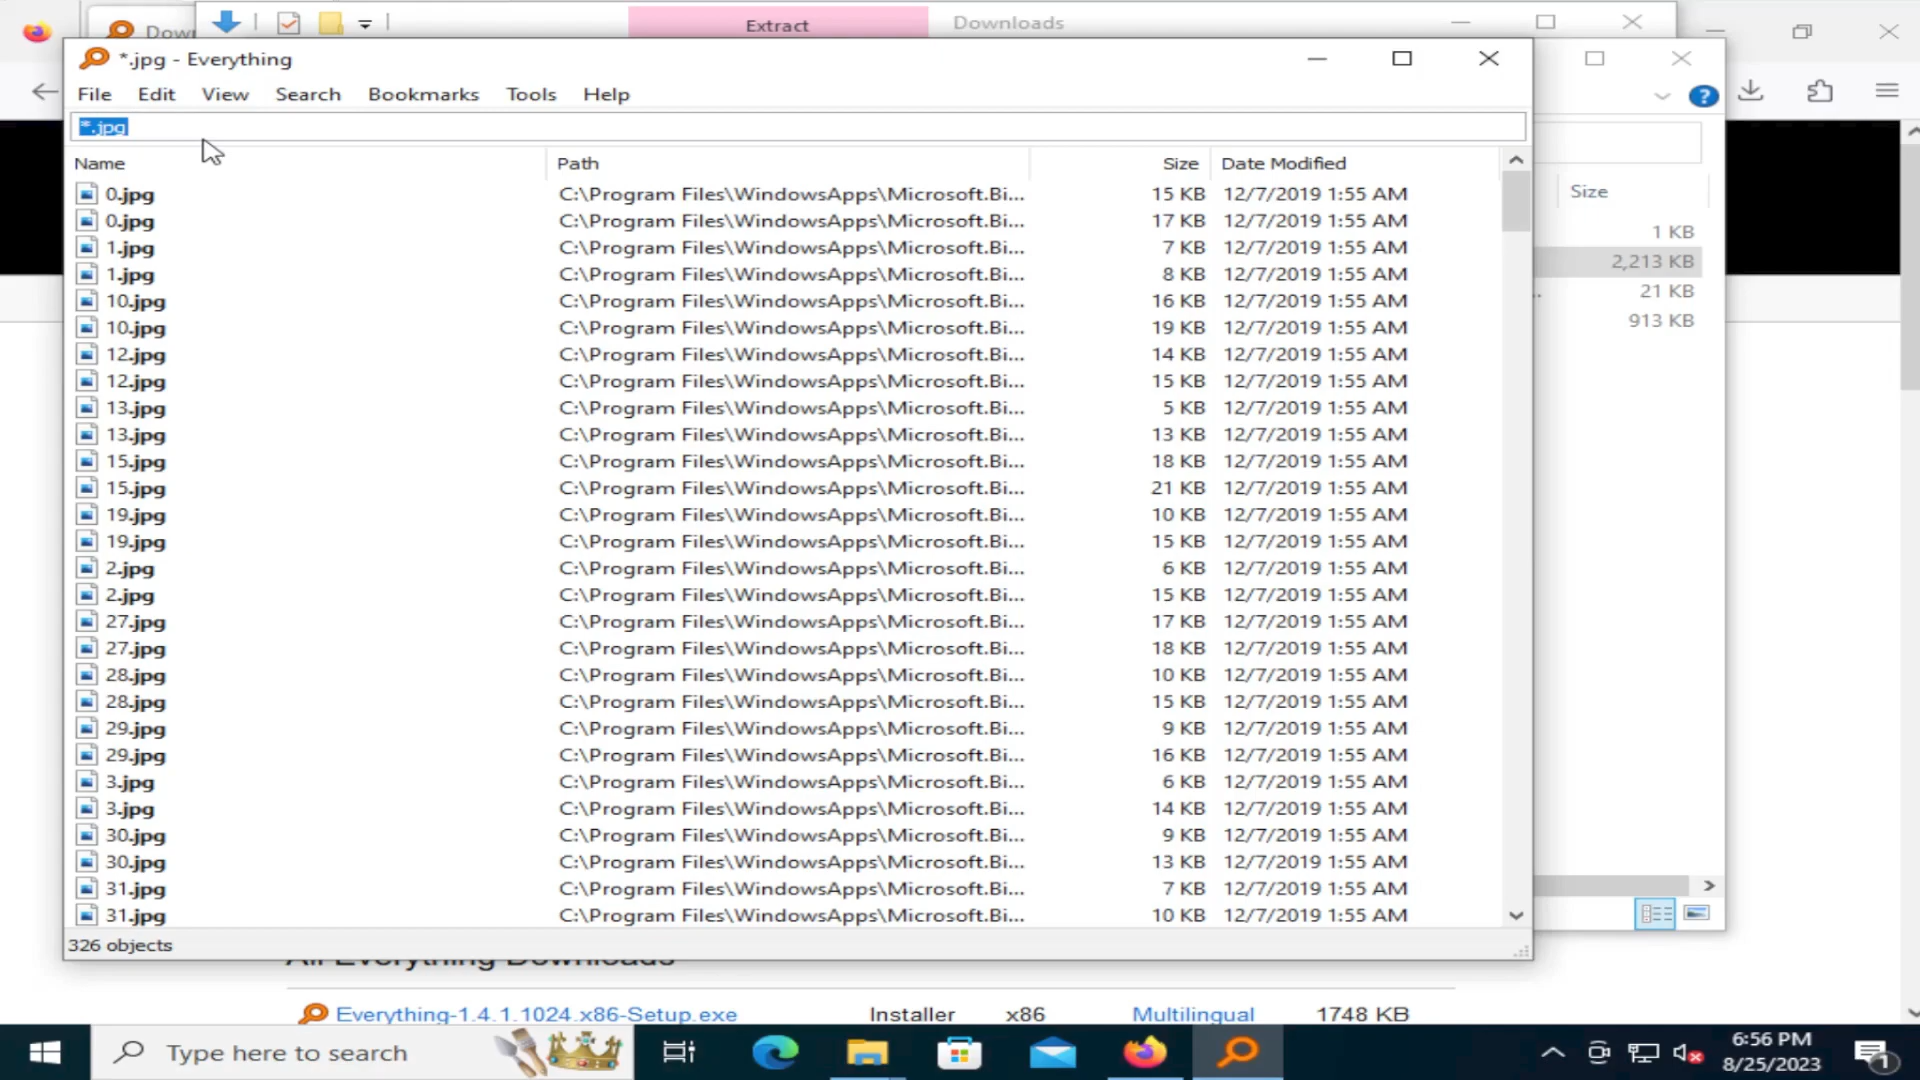 Down
Extract
Downloads
*.jpg - Everything
File Edit View Search Bookmarks Tools Help
*.jpg
Name Path Size Date Modified
Size
0.jpg C:\Program Files\WindowsApps\Microsoft.Bi... 15 KB 12/7/2019 1:55 AM
0.jpg C:\Program Files\WindowsApps\Microsoft.Bi... 17 KB 12/7/2019 1:55 AM
1 KB
1.jpg C:\Program Files\WindowsApps\Microsoft.Bi... 7 KB 12/7/2019 1:55 AM
2,213 KB
1.jpg C:\Program Files\WindowsApps\Microsoft.Bi... 8 KB 12/7/2019 1:55 AM
21 KB
10.jpg C:\Program Files\WindowsApps\Microsoft.Bi... 16 KB 12/7/2019 1:55 AM
913 KB
10.jpg C:\Program Files\WindowsApps\Microsoft.Bi... 19 KB 12/7/2019 1:55 AM
12.jpg C:\Program Files\WindowsApps\Microsoft.Bi... 14 KB 12/7/2019 1:55 AM
12.jpg C:\Program Files\WindowsApps\Microsoft.Bi... 15 KB 12/7/2019 1:55 AM
13.jpg C:\Program Files\WindowsApps\Microsoft.Bi... 5 KB 12/7/2019 1:55 AM
13.jpg C:\Program Files\WindowsApps\Microsoft.Bi... 13 KB 12/7/2019 1:55 AM
15.jpg C:\Program Files\WindowsApps\Microsoft.Bi... 18 KB 12/7/2019 1:55 AM
15.jpg C:\Program Files\WindowsApps\Microsoft.Bi... 21 KB 12/7/2019 1:55 AM
19.jpg C:\Program Files\WindowsApps\Microsoft.Bi... 10 KB 12/7/2019 1:55 AM
19.jpg C:\Program Files\WindowsApps\Microsoft.Bi... 15 KB 12/7/2019 1:55 AM
2.jpg C:\Program Files\WindowsApps\Microsoft.Bi... 6 KB 12/7/2019 1:55 AM
2.jpg C:\Program Files\WindowsApps\Microsoft.Bi... 15 KB 12/7/2019 1:55 AM
27.jpg C:\Program Files\WindowsApps\Microsoft.Bi... 17 KB 12/7/2019 1:55 AM
27.jpg C:\Program Files\WindowsApps\Microsoft.Bi... 18 KB 12/7/2019 1:55 AM
28.jpg C:\Program Files\WindowsApps\Microsoft.Bi... 10 KB 12/7/2019 1:55 AM
28.jpg C:\Program Files\WindowsApps\Microsoft.Bi... 15 KB 12/7/2019 1:55 AM
29.jpg C:\Program Files\WindowsApps\Microsoft.Bi... 9 KB 12/7/2019 1:55 AM
29.jpg C:\Program Files\WindowsApps\Microsoft.Bi... 16 KB 12/7/2019 1:55 AM
3.jpg C:\Program Files\WindowsApps\Microsoft.Bi... 6 KB 12/7/2019 1:55 AM
3.jpg C:\Program Files\WindowsApps\Microsoft.Bi... 14 KB 12/7/2019 1:55 AM
30.jpg C:\Program Files\WindowsApps\Microsoft.Bi... 9 KB 12/7/2019 1:55 AM
30.jpg C:\Program Files\WindowsApps\Microsoft.Bi... 13 KB 12/7/2019 1:55 AM
31.jpg C:\Program Files\WindowsApps\Microsoft.Bi... 7 KB 12/7/2019 1:55 AM
31.jpg C:\Program Files\WindowsApps\Microsoft.Bi... 10 KB 12/7/2019 1:55 AM
326 objects
All Everything Downloads
Everything-1.4.1.1024.x86-Setup.exe Installer x86 Multilingual 1748 KB
Type here to search
6:56 PM
8/25/2023
1